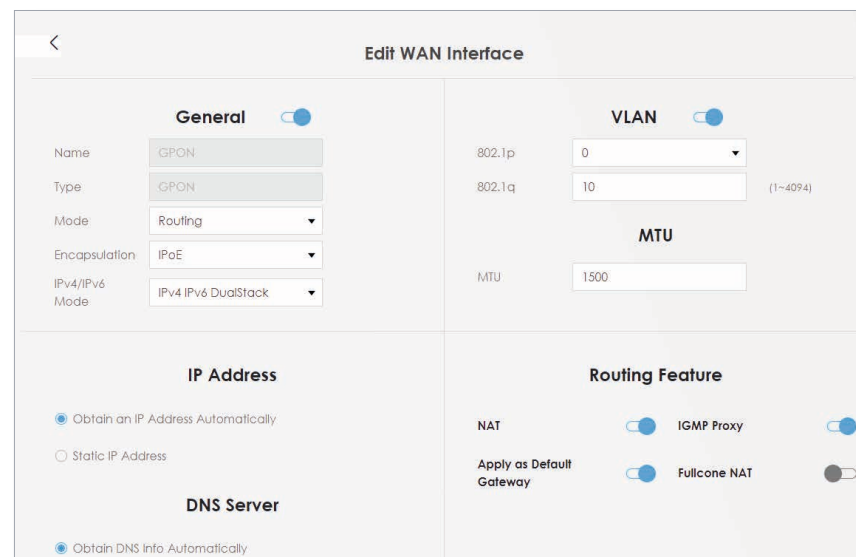 Edit WAN Interface
General
Name GPON
Type GPON
Mode Routing
Encapsulation IPoE
IPv4/IPv6
Mode
IPv4 IPv6 DualStack
VLAN
802.1p 0
802.1q 10 (1~4094)
MTU
MTU 1500
IP Address
Obtain an IP Address Automatically
Static IP Address
DNS Server
Obtain DNS Info Automatically
Routing Feature
NAT IGMP Proxy
Apply as Default
Gateway
Fullcone NAT